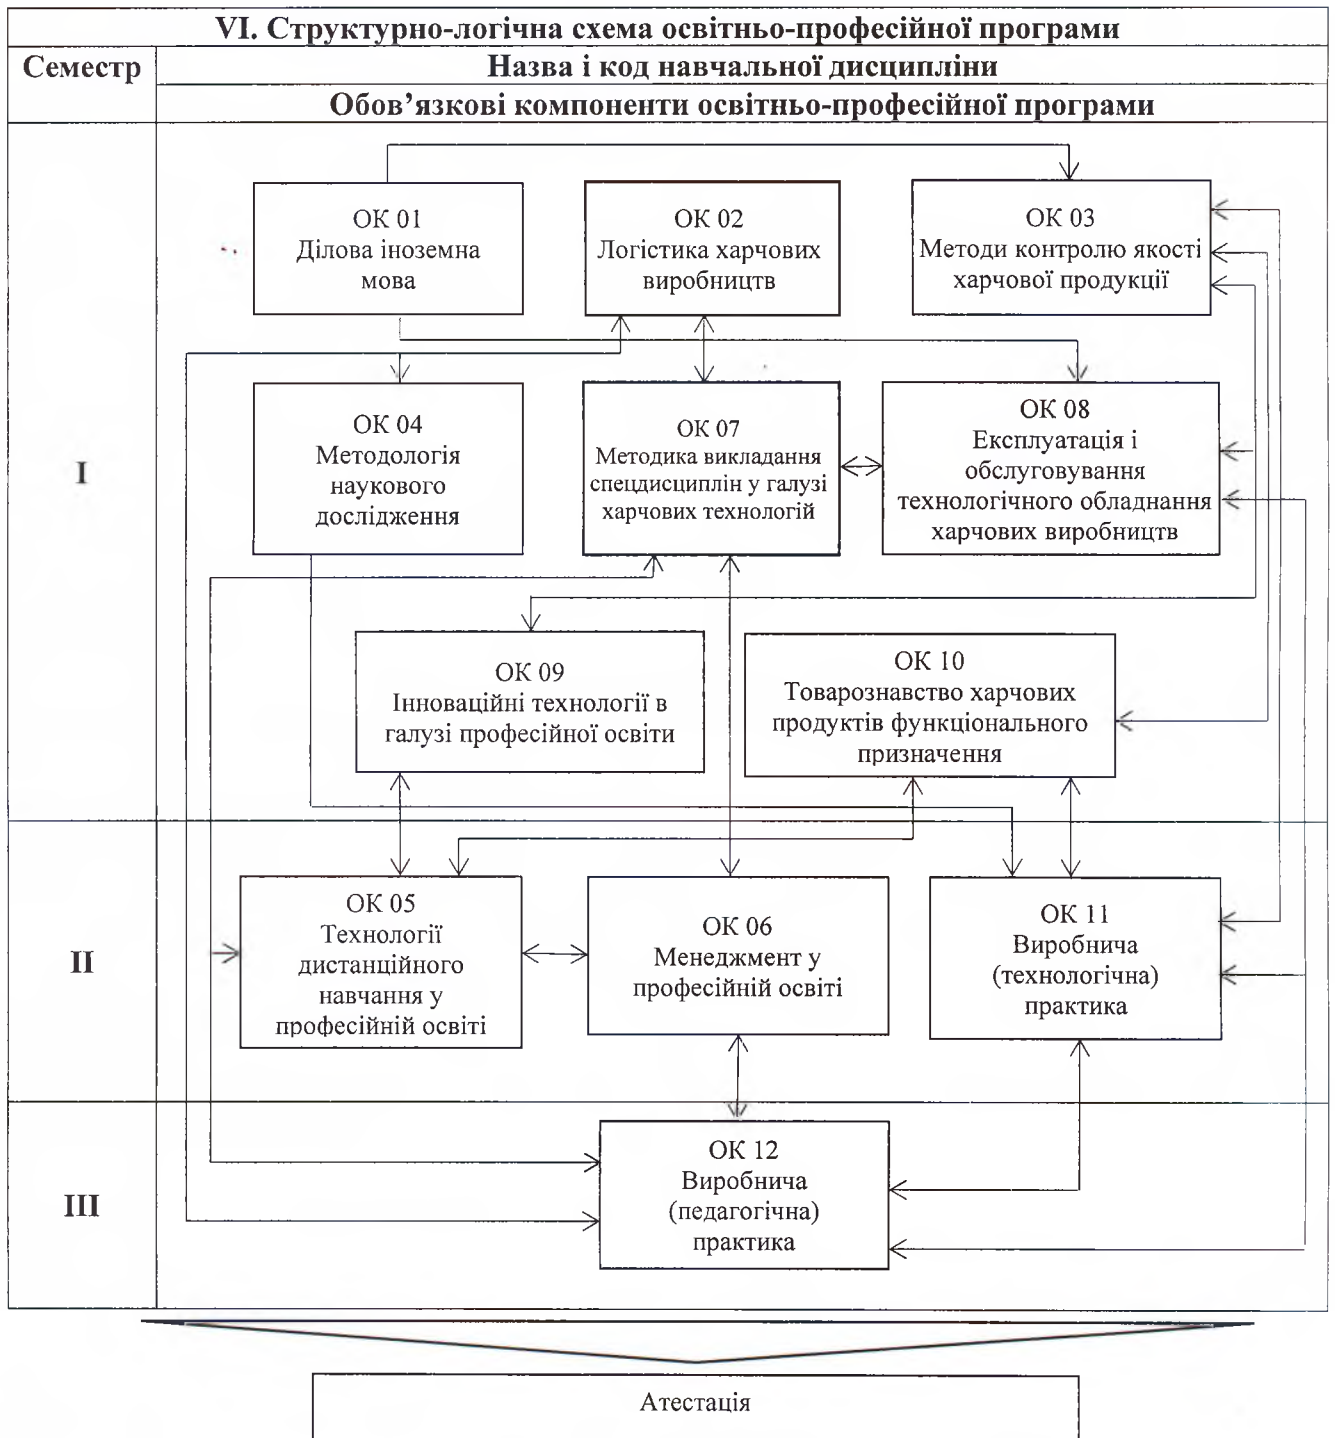 VI. Структурно-логічна схема освітньо-професійної програми
Семестр
Назва і код навчальної дисципліни
Обов’язкові компоненти освітньо-професійної програми
I
ОК 01
Ділова іноземна
мова
ОК 02
Логістика харчових
виробництв
ОК 03
Методи контролю якості
харчової продукції
ОК 04
Методологія
наукового
дослідження
ОК 07
Методика викладання
спецдисциплін у галузі
харчових технологій
ОК 08
Експлуатація і
обслуговування
технологічного обладнання
харчових виробництв
ОК 09
Інноваційні технології в
галузі професійної освіти
ОК 10
Товарознавство харчових
продуктів функціонального
призначення
II
ОК 05
Технології
дистанційного
навчання у
професійній освіті
ОК 06
Менеджмент у
професійній освіті
ОК 11
Виробнича
(технологічна)
практика
III
ОК 12
Виробнича
(педагогічна)
практика
Атестація